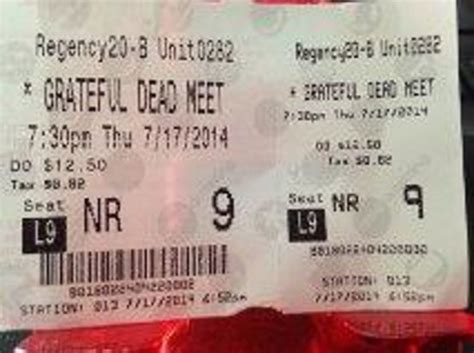 Regency20-B Unit0282
* GRATEFUL DEAD MEET
7:30pm Thu 7/17/2014
DO $12.50
Tax $0.82
Seat
L9
NR
9
STATION: 013 7/17/2014 6:52pm
Regency20-B Unit0282
* GRATEFUL DEAD MEET
7:30pm Thu 7/17/2014
DO $12.50
Tax $0.82
Seat
L9
NR
9
STATION: 013
7/17/2014 6:52pm